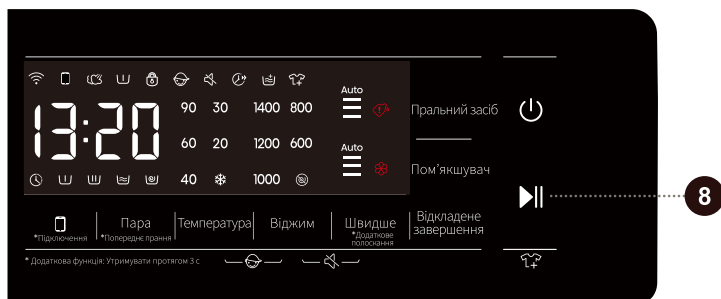 Auto
90 30 1400 800
13:20
Пральний засіб
60 20 1200 600
Auto
Пом’якшувач
40 1000
8
Пара Температура Віджим Швидше Відкладене завершення
*Підключення *Попереднє прання *Додаткове полоскання
* Додаткова функція: Утримувати протягом 3 с